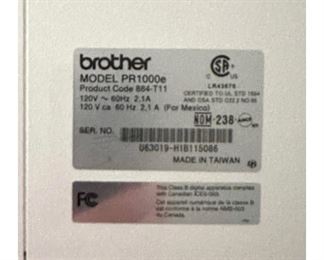 brother
MODEL PR1000e
Product Code 884-T11
120V ~ 60Hz 2,1A
120.V ca 60 Hz 2,1 A (For Mexico)
SER. NO.
U63019-H1B115086
MADE IN TAIWAN
LR43675
CERTIFIED TO UL STD 1594
AND CSA STD C22.2 NO 68
NOM-238
FC
This Class B digital apparatus complies
with Canadian ICES-003.
Cet appareil numérique de la classe B
est conforme à la norme NMB-003
du Canada.